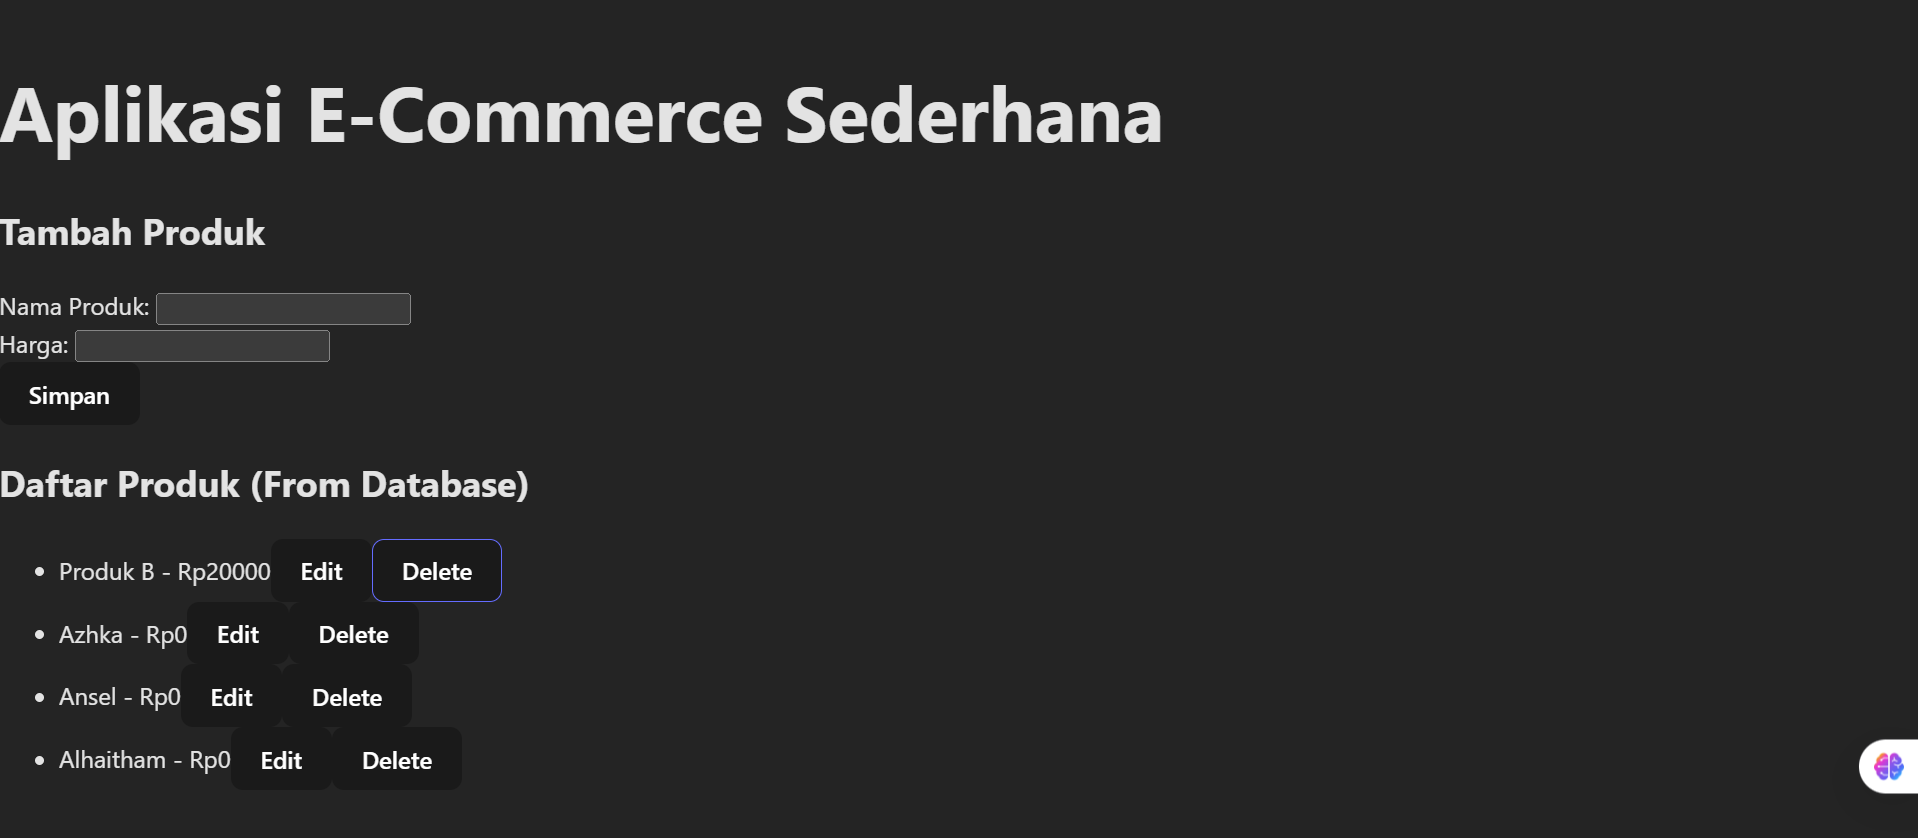 Aplikasi E-Commerce Sederhana
Tambah Produk
Nama Produk:
Harga:
Simpan
Daftar Produk (From Database)
Produk B - Rp20000 Edit Delete
Azhka - Rp0 Edit Delete
Ansel - Rp0 Edit Delete
Alhaitham - Rp0 Edit Delete